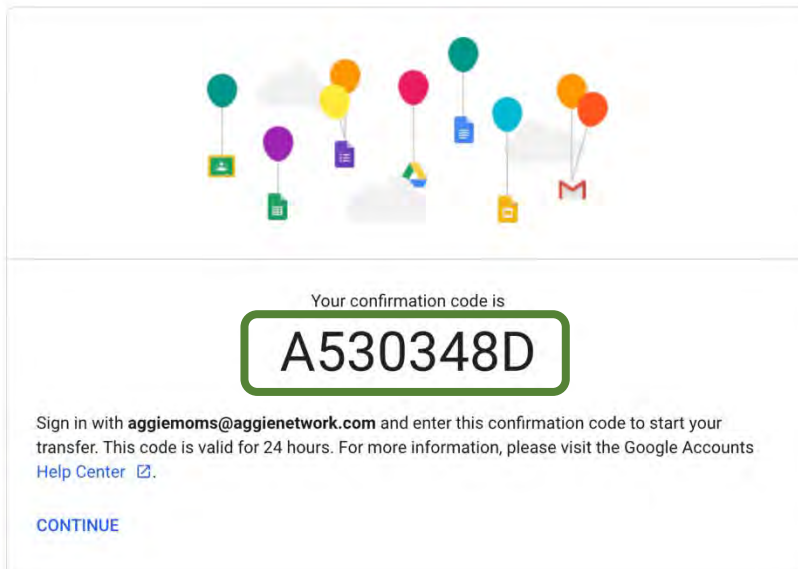 Your confirmation code is
A530348D
Sign in with aggiemoms@aggienetwork.com and enter this confirmation code to start your
transfer. This code is valid for 24 hours. For more information, please visit the Google Accounts
Help Center.
CONTINUE